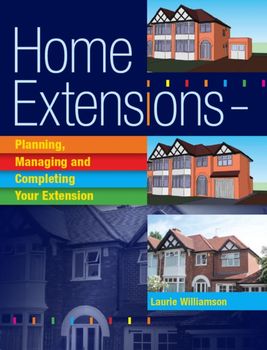 Home
Extensions –
Planning,
Managing and
Completing
Your Extension
Laurie Williamson